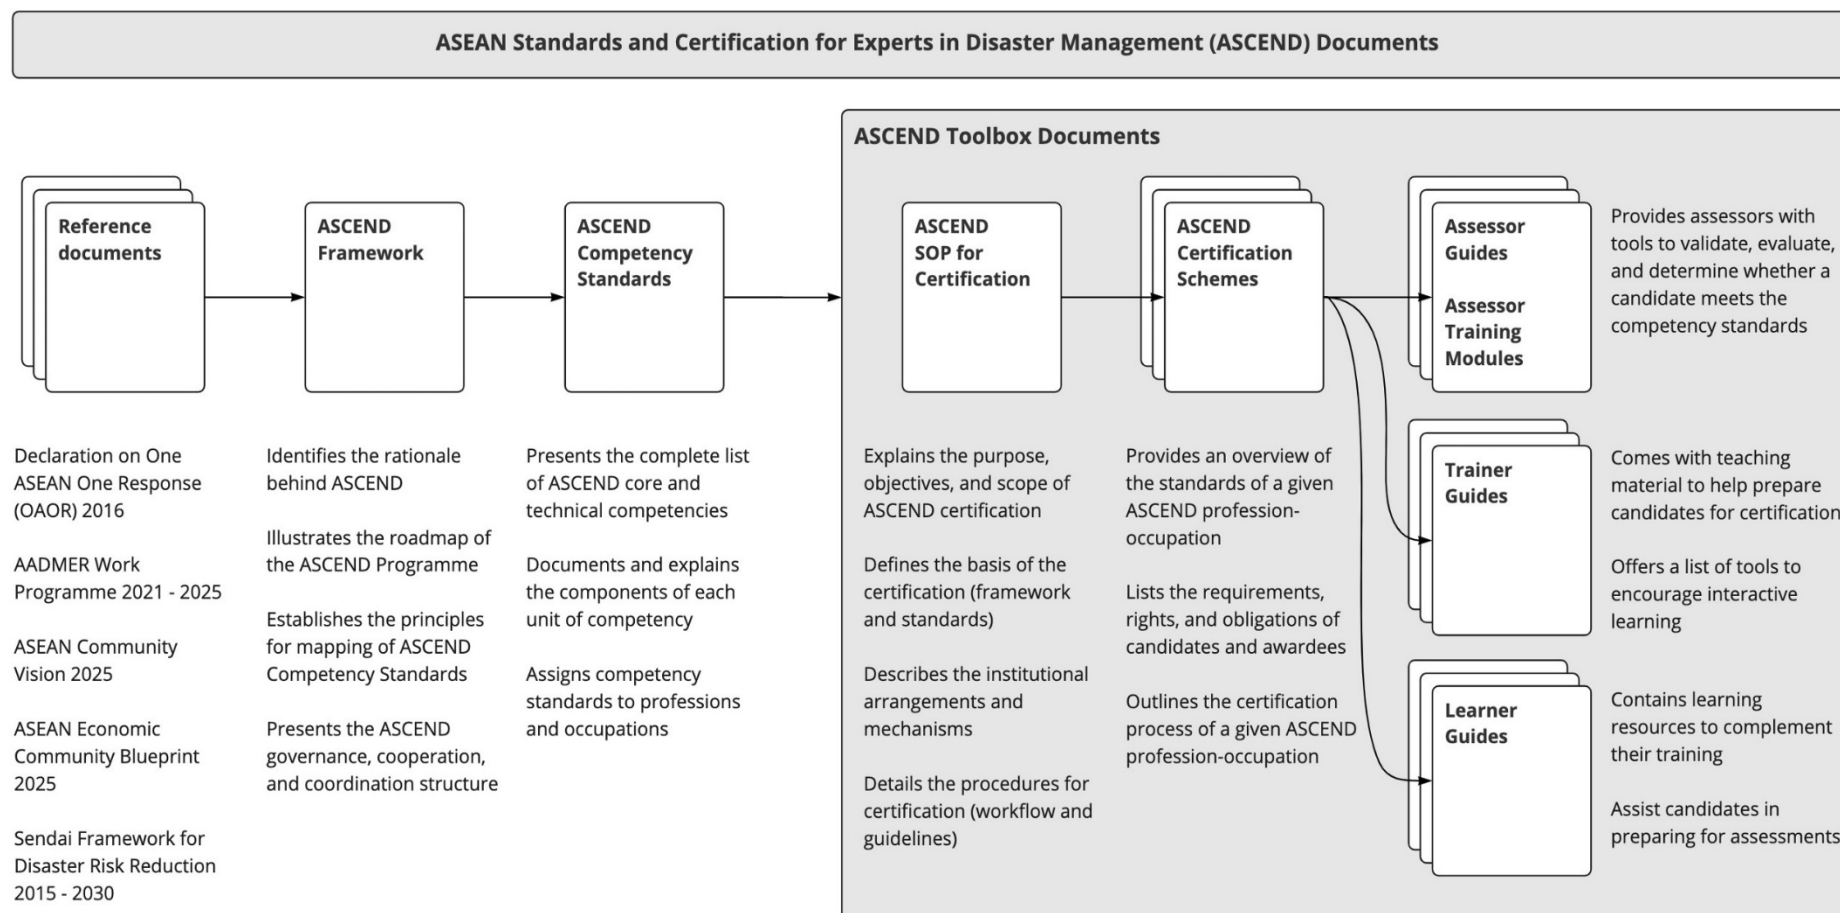 ASEAN Standards and Certification for Experts in Disaster Management (ASCEND) Documents
ASCEND Toolbox Documents
Reference
documents
ASCEND
Framework
ASCEND
Competency
Standards
ASCEND
SOP for
Certification
ASCEND
Certification
Schemes
Assessor
Guides
Assessor
Training
Modules
Provides assessors with
tools to validate, evaluate,
and determine whether a
candidate meets the
competency standards
Declaration on One
ASEAN One Response
(OAOR) 2016
AADMER Work
Programme 2021 - 2025
ASEAN Community
Vision 2025
ASEAN Economic
Community Blueprint
2025
Sendai Framework for
Disaster Risk Reduction
2015 - 2030
Identifies the rationale
behind ASCEND
Illustrates the roadmap of
the ASCEND Programme
Establishes the principles
for mapping of ASCEND
Competency Standards
Presents the ASCEND
governance, cooperation,
and coordination structure
Presents the complete list
of ASCEND core and
technical competencies
Documents and explains
the components of each
unit of competency
Assigns competency
standards to professions
and occupations
Explains the purpose,
objectives, and scope of
ASCEND certification
Defines the basis of the
certification (framework
and standards)
Describes the institutional
arrangements and
mechanisms
Details the procedures for
certification (workflow and
guidelines)
Provides an overview of
the standards of a given
ASCEND profession-
occupation
Lists the requirements,
rights, and obligations of
candidates and awardees
Outlines the certification
process of a given ASCEND
profession-occupation
Trainer
Guides
Comes with teaching
material to help prepare
candidates for certification
Offers a list of tools to
encourage interactive
learning
Learner
Guides
Contains learning
resources to complement
their training
Assist candidates in
preparing for assessments